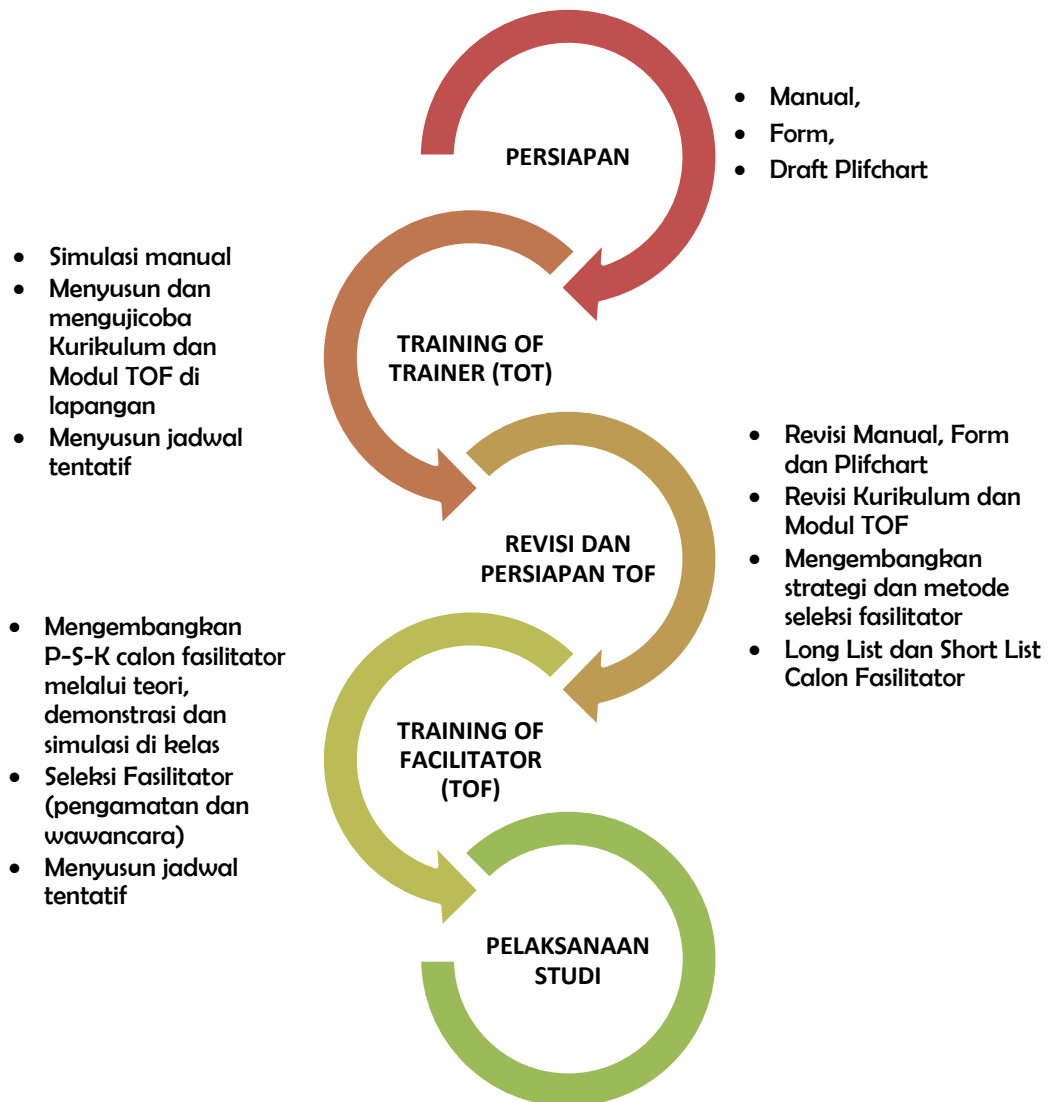 PERSIAPAN
• Manual,
• Form,
• Draft Plifchart
• Simulasi manual
• Menyusun dan
mengujicoba
Kurikulum dan
Modul TOF di
lapangan
• Menyusun jadwal
tentatif
TRAINING OF
TRAINER (TOT)
REVISI DAN
PERSIAPAN TOF
• Revisi Manual, Form
dan Plifchart
• Revisi Kurikulum dan
Modul TOF
• Mengembangkan
strategi dan metode
seleksi fasilitator
• Long List dan Short List
Calon Fasilitator
• Mengembangkan
P-S-K calon fasilitator
melalui teori,
demonstrasi dan
simulasi di kelas
• Seleksi Fasilitator
(pengamatan dan
wawancara)
• Menyusun jadwal
tentatif
TRAINING OF
FACILITATOR
(TOF)
PELAKSANAAN
STUDI